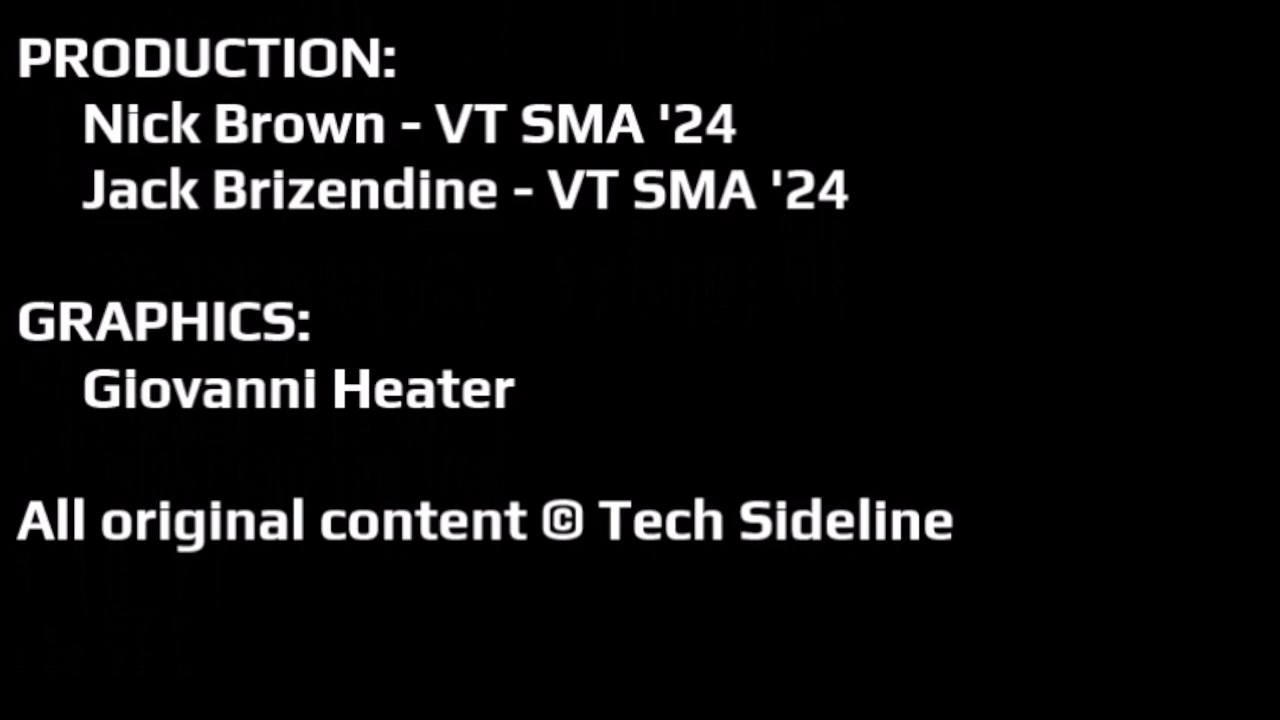 PRODUCTION:
Nick Brown - VT SMA '24
Jack Brizendine - VT SMA '24
GRAPHICS:
Giovanni Heater
All original content © Tech Sideline